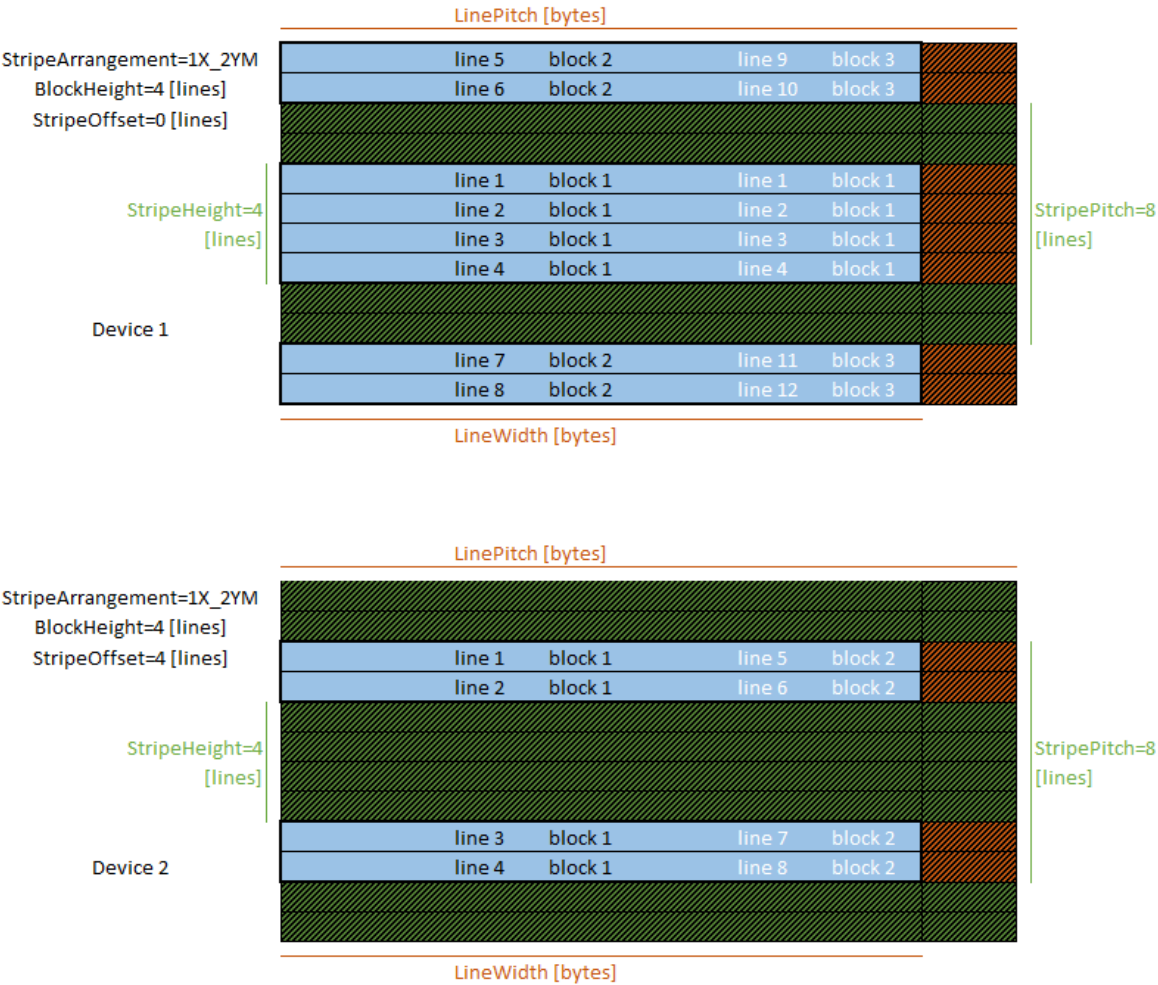 LinePitch [bytes]
StripeArrangement=1X_2YM line 5 block 2 line 9 block 3
BlockHeight=4 [lines] line 6 block 2 line 10 block 3
StripeOffset=0 [lines]
line 1 block 1 line 1 block 1
StripeHeight=4 line 2 block 1 line 2 block 1 StripePitch=8
[lines] line 3 block 1 line 3 block 1 [lines]
line 4 block 1 line 4 block 1
Device 1
line 7 block 2 line 11 block 3
line 8 block 2 line 12 block 3
LineWidth [bytes]
LinePitch [bytes]
StripeArrangement=1X_2YM
BlockHeight=4 [lines]
StripeOffset=4 [lines] line 1 block 1 line 5 block 2
line 2 block 1 line 6 block 2
StripeHeight=4 StripePitch=8
[lines] [lines]
line 3 block 1 line 7 block 2
Device 2 line 4 block 1 line 8 block 2
LineWidth [bytes]